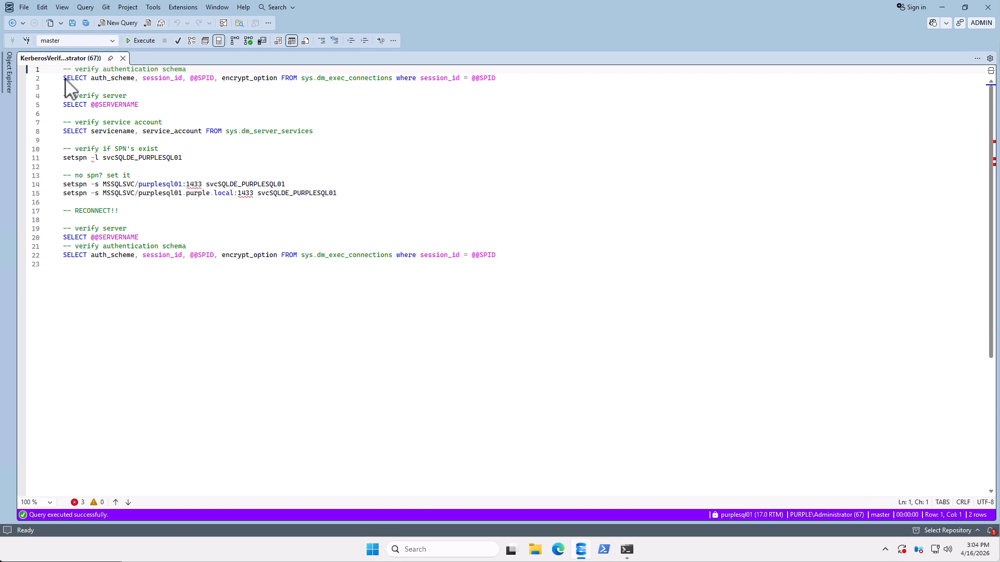 File Edit View Query Git Project Tools Extensions Window Help Search Sign in
New Query DAX ADMIN
master Execute
KerberosVerif...strator (67))
Object Explorer
1 -- verify authentication schema
2 SELECT auth_scheme, session_id, @@SPID, encrypt_option FROM sys.dm_exec_connections where session_id = @@SPID
3
4 verify server
5 SELECT @@SERVERNAME
6
7 -- verify service account
8 SELECT servicename, service_account FROM sys.dm_server_services
9
10 -- verify if SPN's exist
11 setspn -l svcSQLDE_PURPLESQL01
12
13 -- no spn? set it
14 setspn -s MSSQLSVC/purplesql01:1433 svcSQLDE_PURPLESQL01
15 setspn -s MSSQLSVC/purplesql01.purple.local:1433 svcSQLDE_PURPLESQL01
16
17 -- RECONNECT!!
18
19 -- verify server
20 SELECT @@SERVERNAME
21 -- verify authentication schema
22 SELECT auth_scheme, session_id, @@SPID, encrypt_option FROM sys.dm_exec_connections where session_id = @@SPID
23
100 % 3 0 Ln: 1, Ch: 1 TABS CRLF UTF-8
Query executed successfully. purplesql01 (17.0 RTM) PURPLE\Administrator (67) master 00:00:00 Row: 1, Col: 1 2 rows
Ready Select Repository 1
Search 3:04 PM
4/16/2026